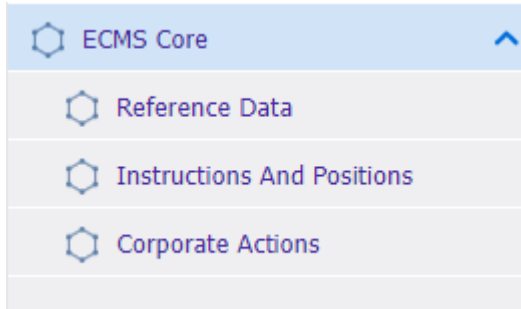 ECMS Core
Reference Data
Instructions And Positions
Corporate Actions